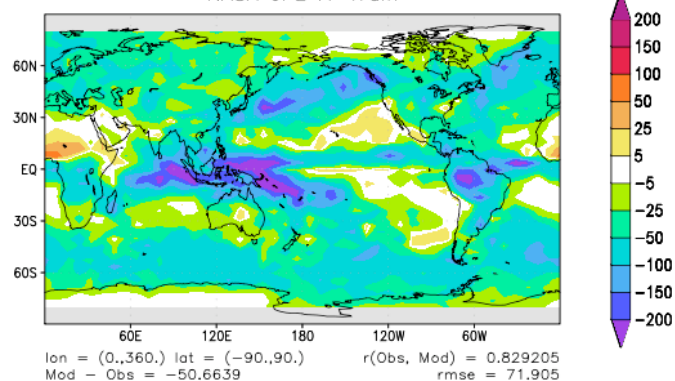 200
150
100
50
25
5
-5
-25
-50
-100
-150
-200
60N
30N
EQ
30S
60S
60E 120E 180 120W 60W
lon = (0.,360.) lat = (-90.,90.) r(Obs, Mod) = 0.829205
Mod - Obs = -50.6639 rmse = 71.905